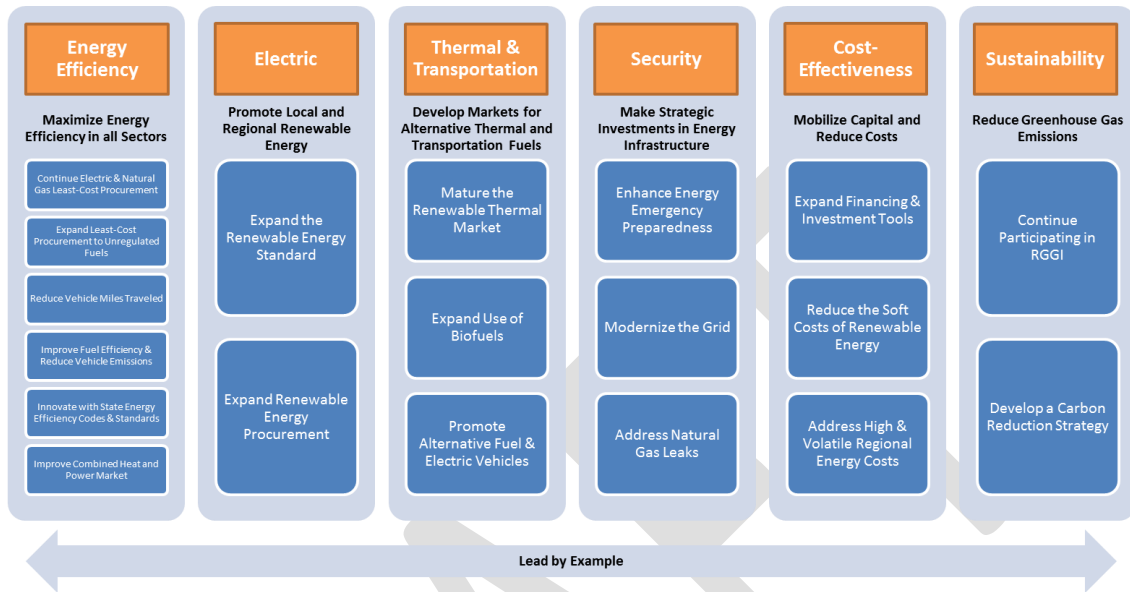 Energy
Efficiency
Maximize Energy
Efficiency in all Sectors
Continue Electric & Natural
Gas Least-Cost Procurement
Expand Least-Cost
Procurement to Unregulated
Fuels
Reduce Vehicle Miles Traveled
Improve Fuel Efficiency &
Reduce Vehicle Emissions
Innovate with State Energy
Efficiency Codes & Standards
Improve Combined Heat and
Power Market
Electric
Promote Local and
Regional Renewable
Energy
Expand the
Renewable Energy
Standard
Expand Renewable
Energy
Procurement
Thermal &
Transportation
Develop Markets for
Alternative Thermal and
Transportation Fuels
Mature the
Renewable Thermal
Market
Expand Use of
Biofuels
Promote
Alternative Fuel &
Electric Vehicles
Security
Make Strategic
Investments in Energy
Infrastructure
Enhance Energy
Emergency
Preparedness
Modernize the Grid
Address Natural
Gas Leaks
Cost-
Effectiveness
Mobilize Capital and
Reduce Costs
Expand Financing &
Investment Tools
Reduce the Soft
Costs of Renewable
Energy
Address High &
Volatile Regional
Energy Costs
Sustainability
Reduce Greenhouse Gas
Emissions
Continue
Participating in
RGGI
Develop a Carbon
Reduction Strategy
Lead by Example